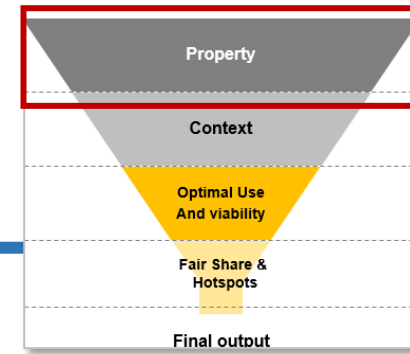 Property
Context
Optimal Use
And viability
Fair Share &
Hotspots
Final output